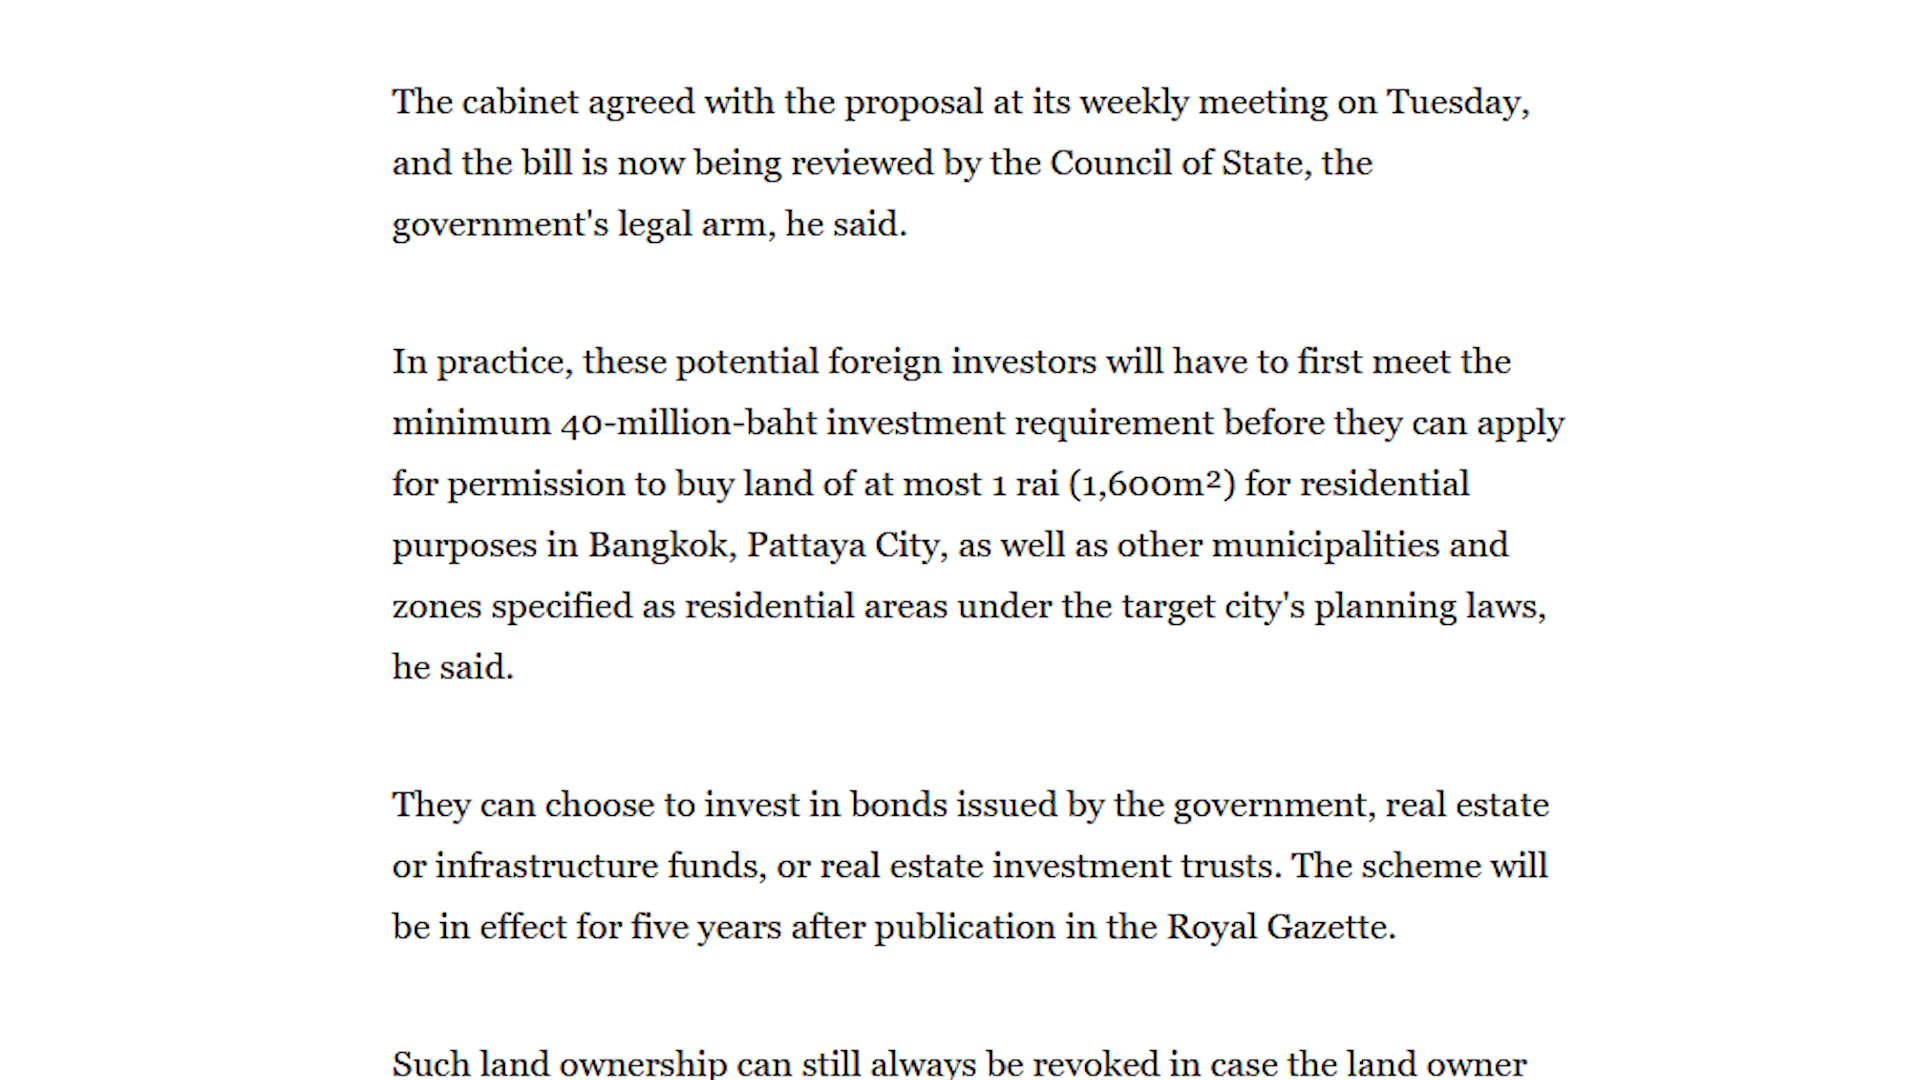 The cabinet agreed with the proposal at its weekly meeting on Tuesday,
and the bill is now being reviewed by the Council of State, the
government's legal arm, he said.
In practice, these potential foreign investors will have to first meet the
minimum 40-million-baht investment requirement before they can apply
for permission to buy land of at most 1 rai (1,600m²) for residential
purposes in Bangkok, Pattaya City, as well as other municipalities and
zones specified as residential areas under the target city's planning laws,
he said.
They can choose to invest in bonds issued by the government, real estate
or infrastructure funds, or real estate investment trusts. The scheme will
be in effect for five years after publication in the Royal Gazette.
Such land ownership can still always be revoked in case the land owner